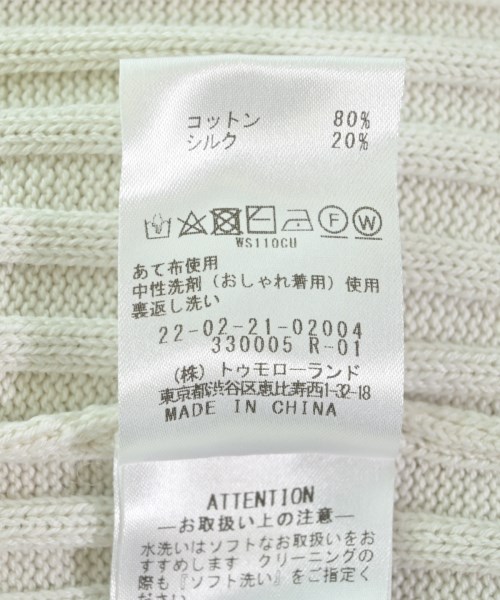 コットン 80%
シルク 20%
F W
WS110CU
あて布使用
中性洗剤（おしゃれ着用）使用
裏返し洗い
22-02-21-02004
330005 R-01
（株）トゥモローランド
東京都渋谷区恵比寿西1-32-18
MADE IN CHINA
ATTENTION
―お取扱い上の注意―
水洗いはソフトなお取扱いをお
すすめします クリーニングの
際も『ソフト洗い』をご指定く
ださい